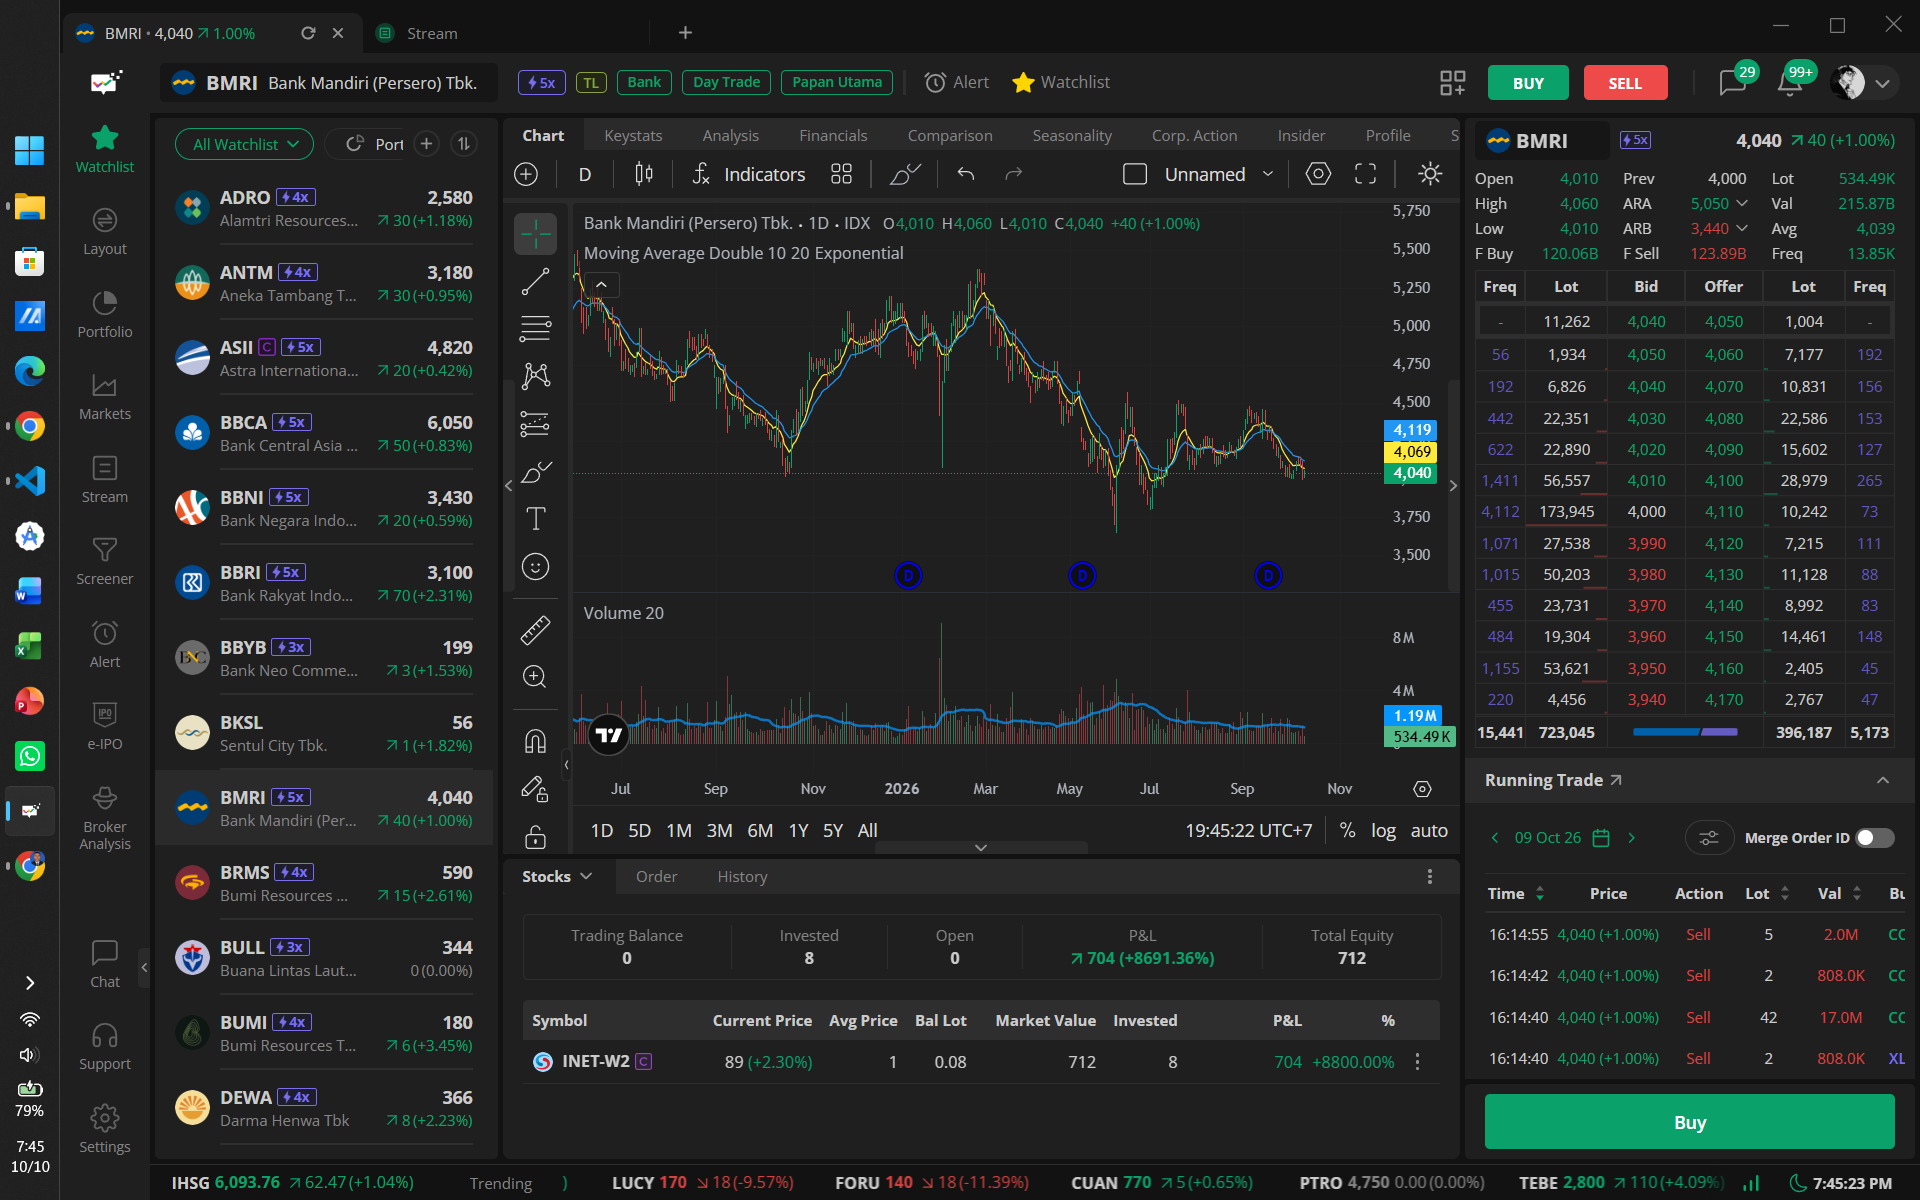 BMRI • 4,040 ↗ 1.00%
Stream
BMRI Bank Mandiri (Persero) Tbk.
5x TL Bank Day Trade Papan Utama
Alert
Watchlist
BUY
SELL
29
99+
Watchlist
Layout
Portfolio
Markets
Stream
Screener
Alert
IPO
e-IPO
Broker
Analysis
Chat
Support
Settings
79%
7:45
10/10
All Watchlist
Port
ADRO 4x 2,580
Alamtri Resources... ↗ 30 (+1.18%)
ANTM 4x 3,180
Aneka Tambang T... ↗ 30 (+0.95%)
ASII C 5x 4,820
Astra Internationa... ↗ 20 (+0.42%)
BBCA 5x 6,050
Bank Central Asia ... ↗ 50 (+0.83%)
BBNI 5x 3,430
Bank Negara Indo... ↗ 20 (+0.59%)
BBRI 5x 3,100
Bank Rakyat Indo... ↗ 70 (+2.31%)
BBYB 3x 199
Bank Neo Comme... ↗ 3 (+1.53%)
BKSL 56
Sentul City Tbk. ↗ 1 (+1.82%)
BMRI 5x 4,040
Bank Mandiri (Per... ↗ 40 (+1.00%)
BRMS 4x 590
Bumi Resources ... ↗ 15 (+2.61%)
BULL 3x 344
Buana Lintas Laut... 0 (0.00%)
BUMI 4x 180
Bumi Resources T... ↗ 6 (+3.45%)
DEWA 4x 366
Darma Henwa Tbk ↗ 8 (+2.23%)
Chart Keystats Analysis Financials Comparison Seasonality Corp. Action Insider Profile S
D Indicators Unnamed
Bank Mandiri (Persero) Tbk. • 1D • IDX O4,010 H4,060 L4,010 C4,040 +40 (+1.00%)
Moving Average Double 10 20 Exponential
5,750
5,500
5,250
5,000
4,750
4,500
4,119
4,069
4,040
3,750
3,500
D D D
Volume 20
8M
4M
1.19M
534.49K
Jul Sep Nov 2026 Mar May Jul Sep Nov
1D 5D 1M 3M 6M 1Y 5Y All
19:45:22 UTC+7 % log auto
Stocks Order History
Trading Balance Invested Open P&L Total Equity
0 8 0 ↗ 704 (+8691.36%) 712
Symbol Current Price Avg Price Bal Lot Market Value Invested P&L %
INET-W2 C 89 (+2.30%) 1 0.08 712 8 704 +8800.00%
BMRI 5x 4,040 ↗ 40 (+1.00%)
Open 4,010 Prev 4,000 Lot 534.49K
High 4,060 ARA 5,050 Val 215.87B
Low 4,010 ARB 3,440 Avg 4,039
F Buy 120.06B F Sell 123.89B Freq 13.85K
Freq Lot Bid Offer Lot Freq
- 11,262 4,040 4,050 1,004 -
56 1,934 4,050 4,060 7,177 192
192 6,826 4,040 4,070 10,831 156
442 22,351 4,030 4,080 22,586 153
622 22,890 4,020 4,090 15,602 127
1,411 56,557 4,010 4,100 28,979 265
4,112 173,945 4,000 4,110 10,242 73
1,071 27,538 3,990 4,120 7,215 111
1,015 50,203 3,980 4,130 11,128 88
455 23,731 3,970 4,140 8,992 83
484 19,304 3,960 4,150 14,461 148
1,155 53,621 3,950 4,160 2,405 45
220 4,456 3,940 4,170 2,767 47
15,441 723,045 396,187 5,173
Running Trade ↗
09 Oct 26
Merge Order ID
Time Price Action Lot Val Bu
16:14:55 4,040 (+1.00%) Sell 5 2.0M CC
16:14:42 4,040 (+1.00%) Sell 2 808.0K CC
16:14:40 4,040 (+1.00%) Sell 42 17.0M CC
16:14:40 4,040 (+1.00%) Sell 2 808.0K XL
Buy
IHSG 6,093.76 ↗ 62.47 (+1.04%) Trending ) LUCY 170 ↘ 18 (-9.57%) FORU 140 ↘ 18 (-11.39%) CUAN 770 ↗ 5 (+0.65%) PTRO 4,750 0.00 (0.00%) TEBE 2,800 ↗ 110 (+4.09%) 7:45:23 PM